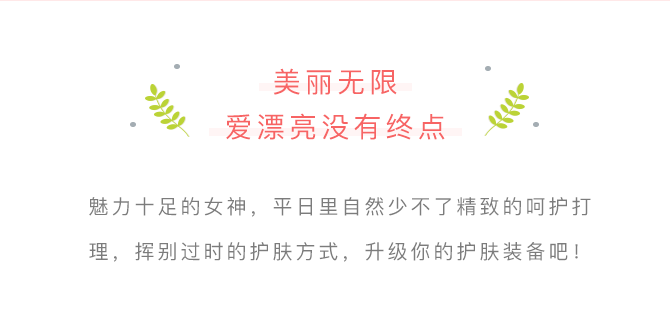 美丽无限
爱漂亮没有终点
魅力十足的女神，平日里自然少不了精致的呵护打
理，挥别过时的护肤方式，升级你的护肤装备吧！